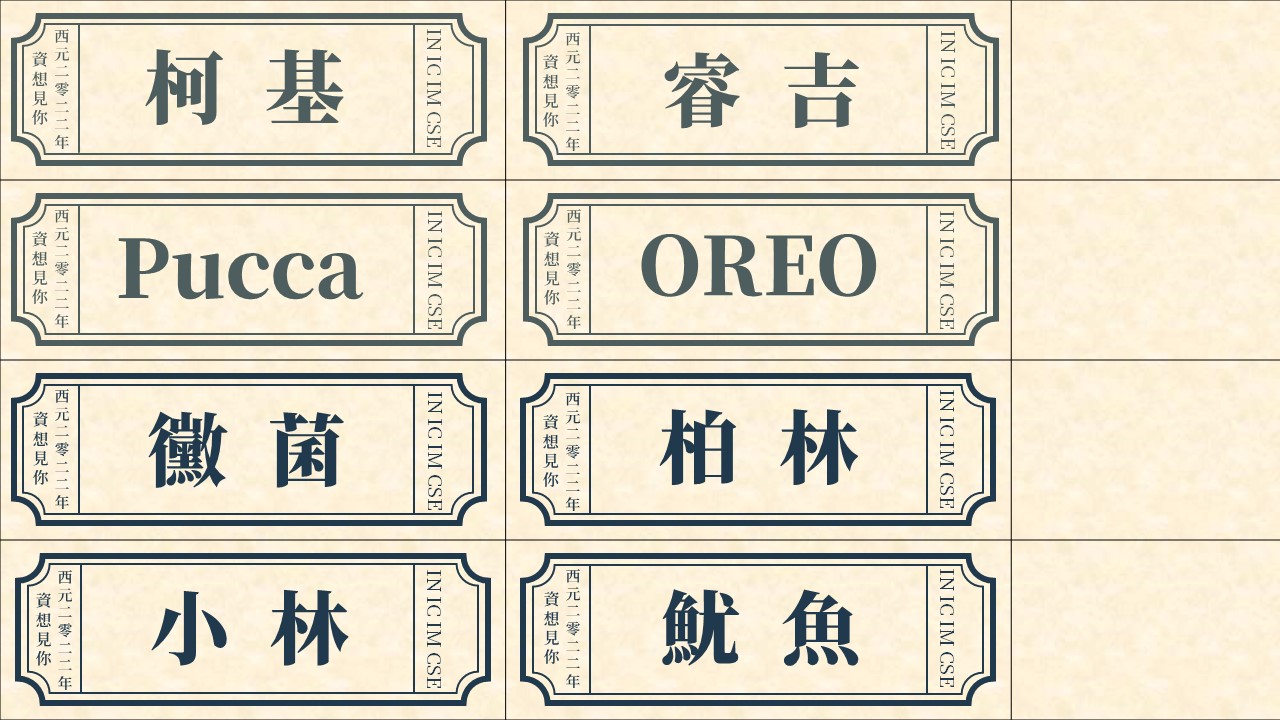 西元二零二二年
資想見你
柯基
IN IC IM CSE
西元二零二二年
資想見你
睿吉
IN IC IM CSE
西元二零二二年
資想見你
Pucca
IN IC IM CSE
西元二零二二年
資想見你
OREO
IN IC IM CSE
西元二零二二年
資想見你
黴菌
IN IC IM CSE
西元二零二二年
資想見你
柏林
IN IC IM CSE
西元二零二二年
資想見你
小林
IN IC IM CSE
西元二零二二年
資想見你
魷魚
IN IC IM CSE